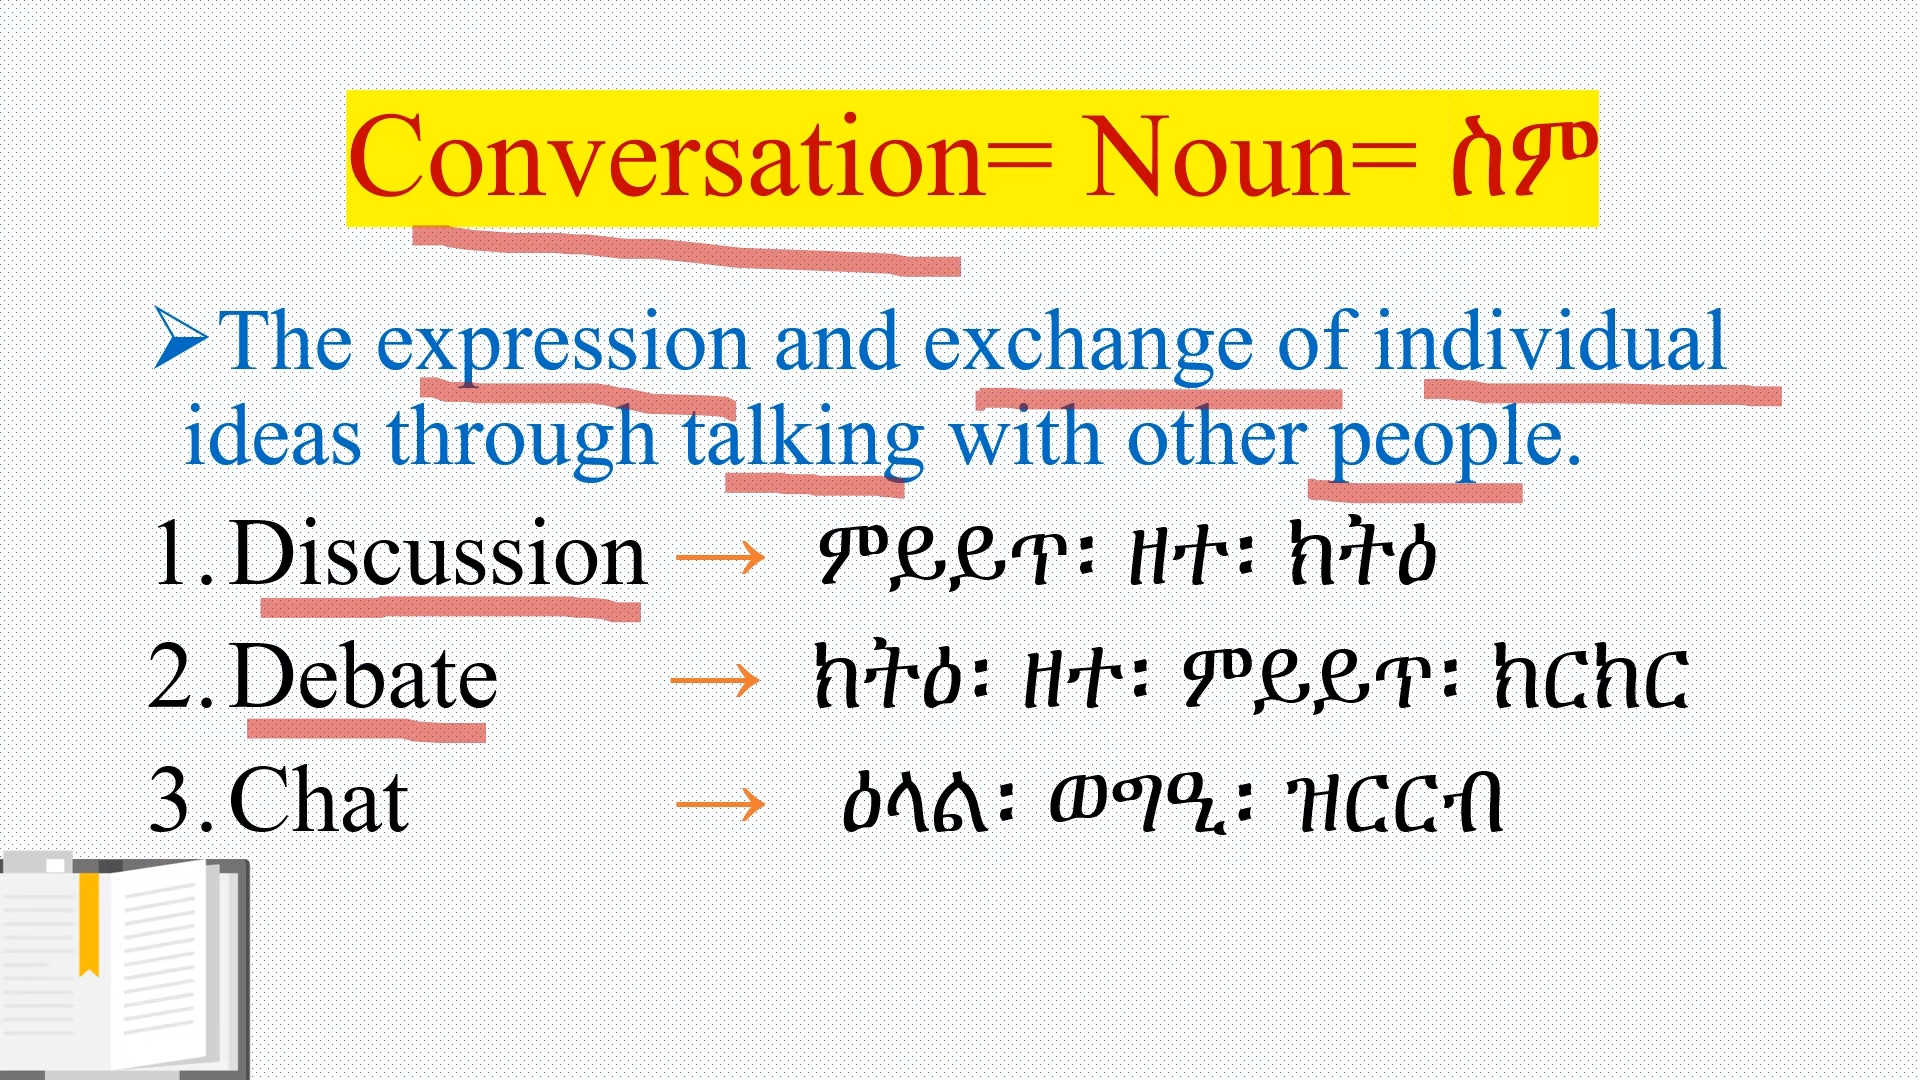 Conversation= Noun= ስም
➢The expression and exchange of individual
ideas through talking with other people.
1. Discussion → ምይይጥ፡ ዘተ፡ ክትዕ
2. Debate → ክትዕ፡ ዘተ፡ ምይይጥ፡ ክርክር
3. Chat → ዕላል፡ ወግዒ፡ ዝርርብ